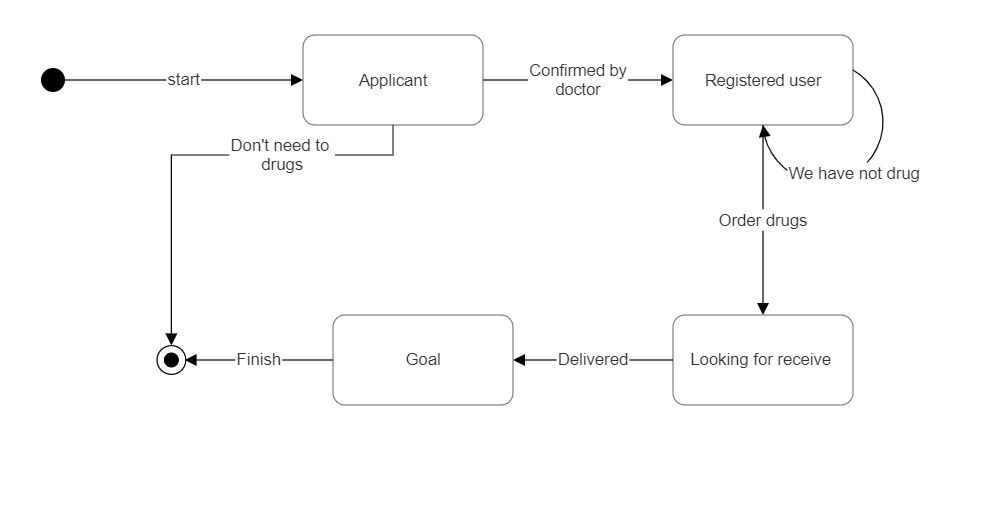 start
Applicant
Confirmed by
doctor
Registered user
Don't need to
drugs
We have not drug
Order drugs
Finish
Goal
Delivered
Looking for receive